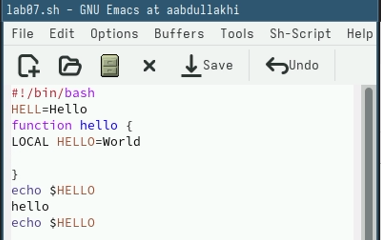 lab07.sh – GNU Emacs at aabdullakhi
File Edit Options Buffers Tools Sh-Script Help
Save Undo
#!/bin/bash
HELL=Hello
function hello {
LOCAL HELLO=World
}
echo $HELLO
hello
echo $HELLO